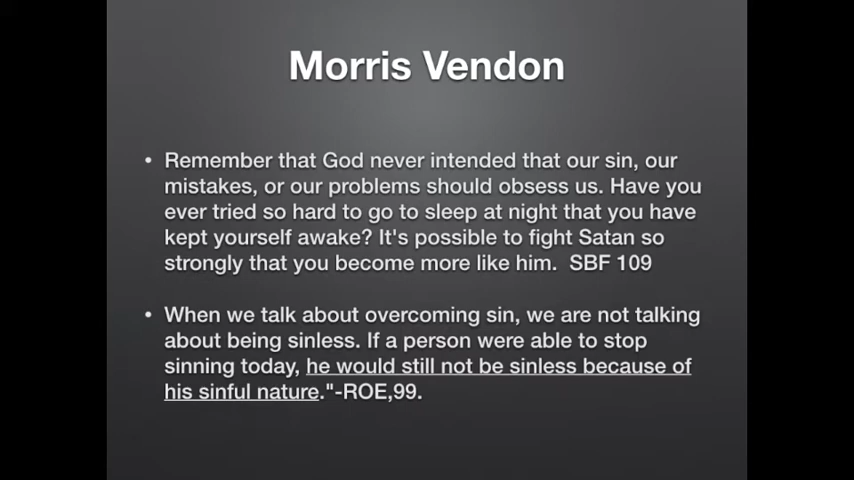 Morris Vendon
• Remember that God never intended that our sin, our
mistakes, or our problems should obsess us. Have you
ever tried so hard to go to sleep at night that you have
kept yourself awake? It's possible to fight Satan so
strongly that you become more like him.  SBF 109
• When we talk about overcoming sin, we are not talking
about being sinless. If a person were able to stop
sinning today, he would still not be sinless because of
his sinful nature."-ROE,99.